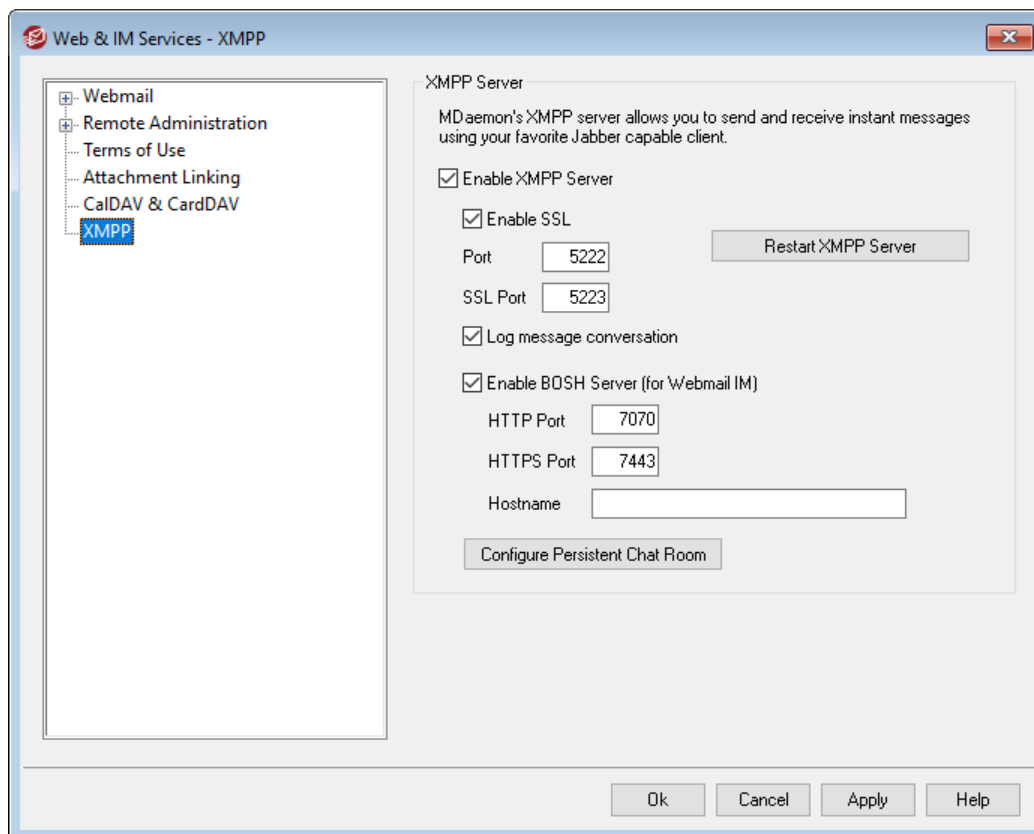 Web & IM Services - XMPP
Webmail
Remote Administration
Terms of Use
Attachment Linking
CalDAV & CardDAV
XMPP
XMPP Server
MDaemon's XMPP server allows you to send and receive instant messages
using your favorite Jabber capable client.
Enable XMPP Server
Enable SSL
Restart XMPP Server
Port 5222
SSL Port 5223
Log message conversation
Enable BOSH Server (for Webmail IM)
HTTP Port 7070
HTTPS Port 7443
Hostname
Configure Persistent Chat Room
Ok Cancel Apply Help